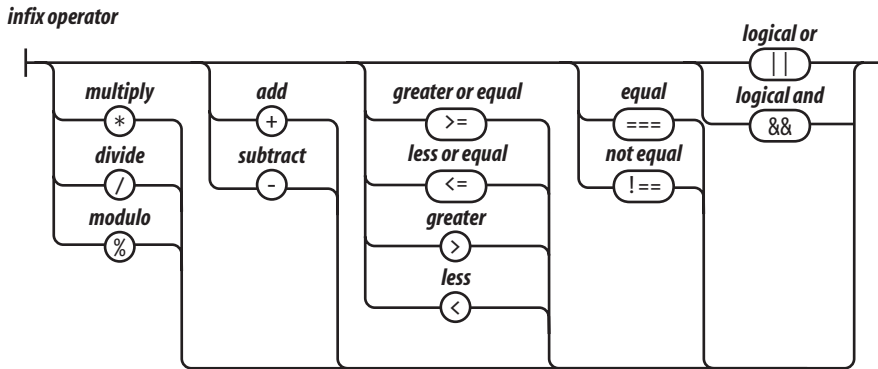 infix operator
logical or
||
multiply add greater or equal equal logical and
* + >= === &&
divide subtract less or equal not equal
/ - <= !==
modulo greater
% >
less
<